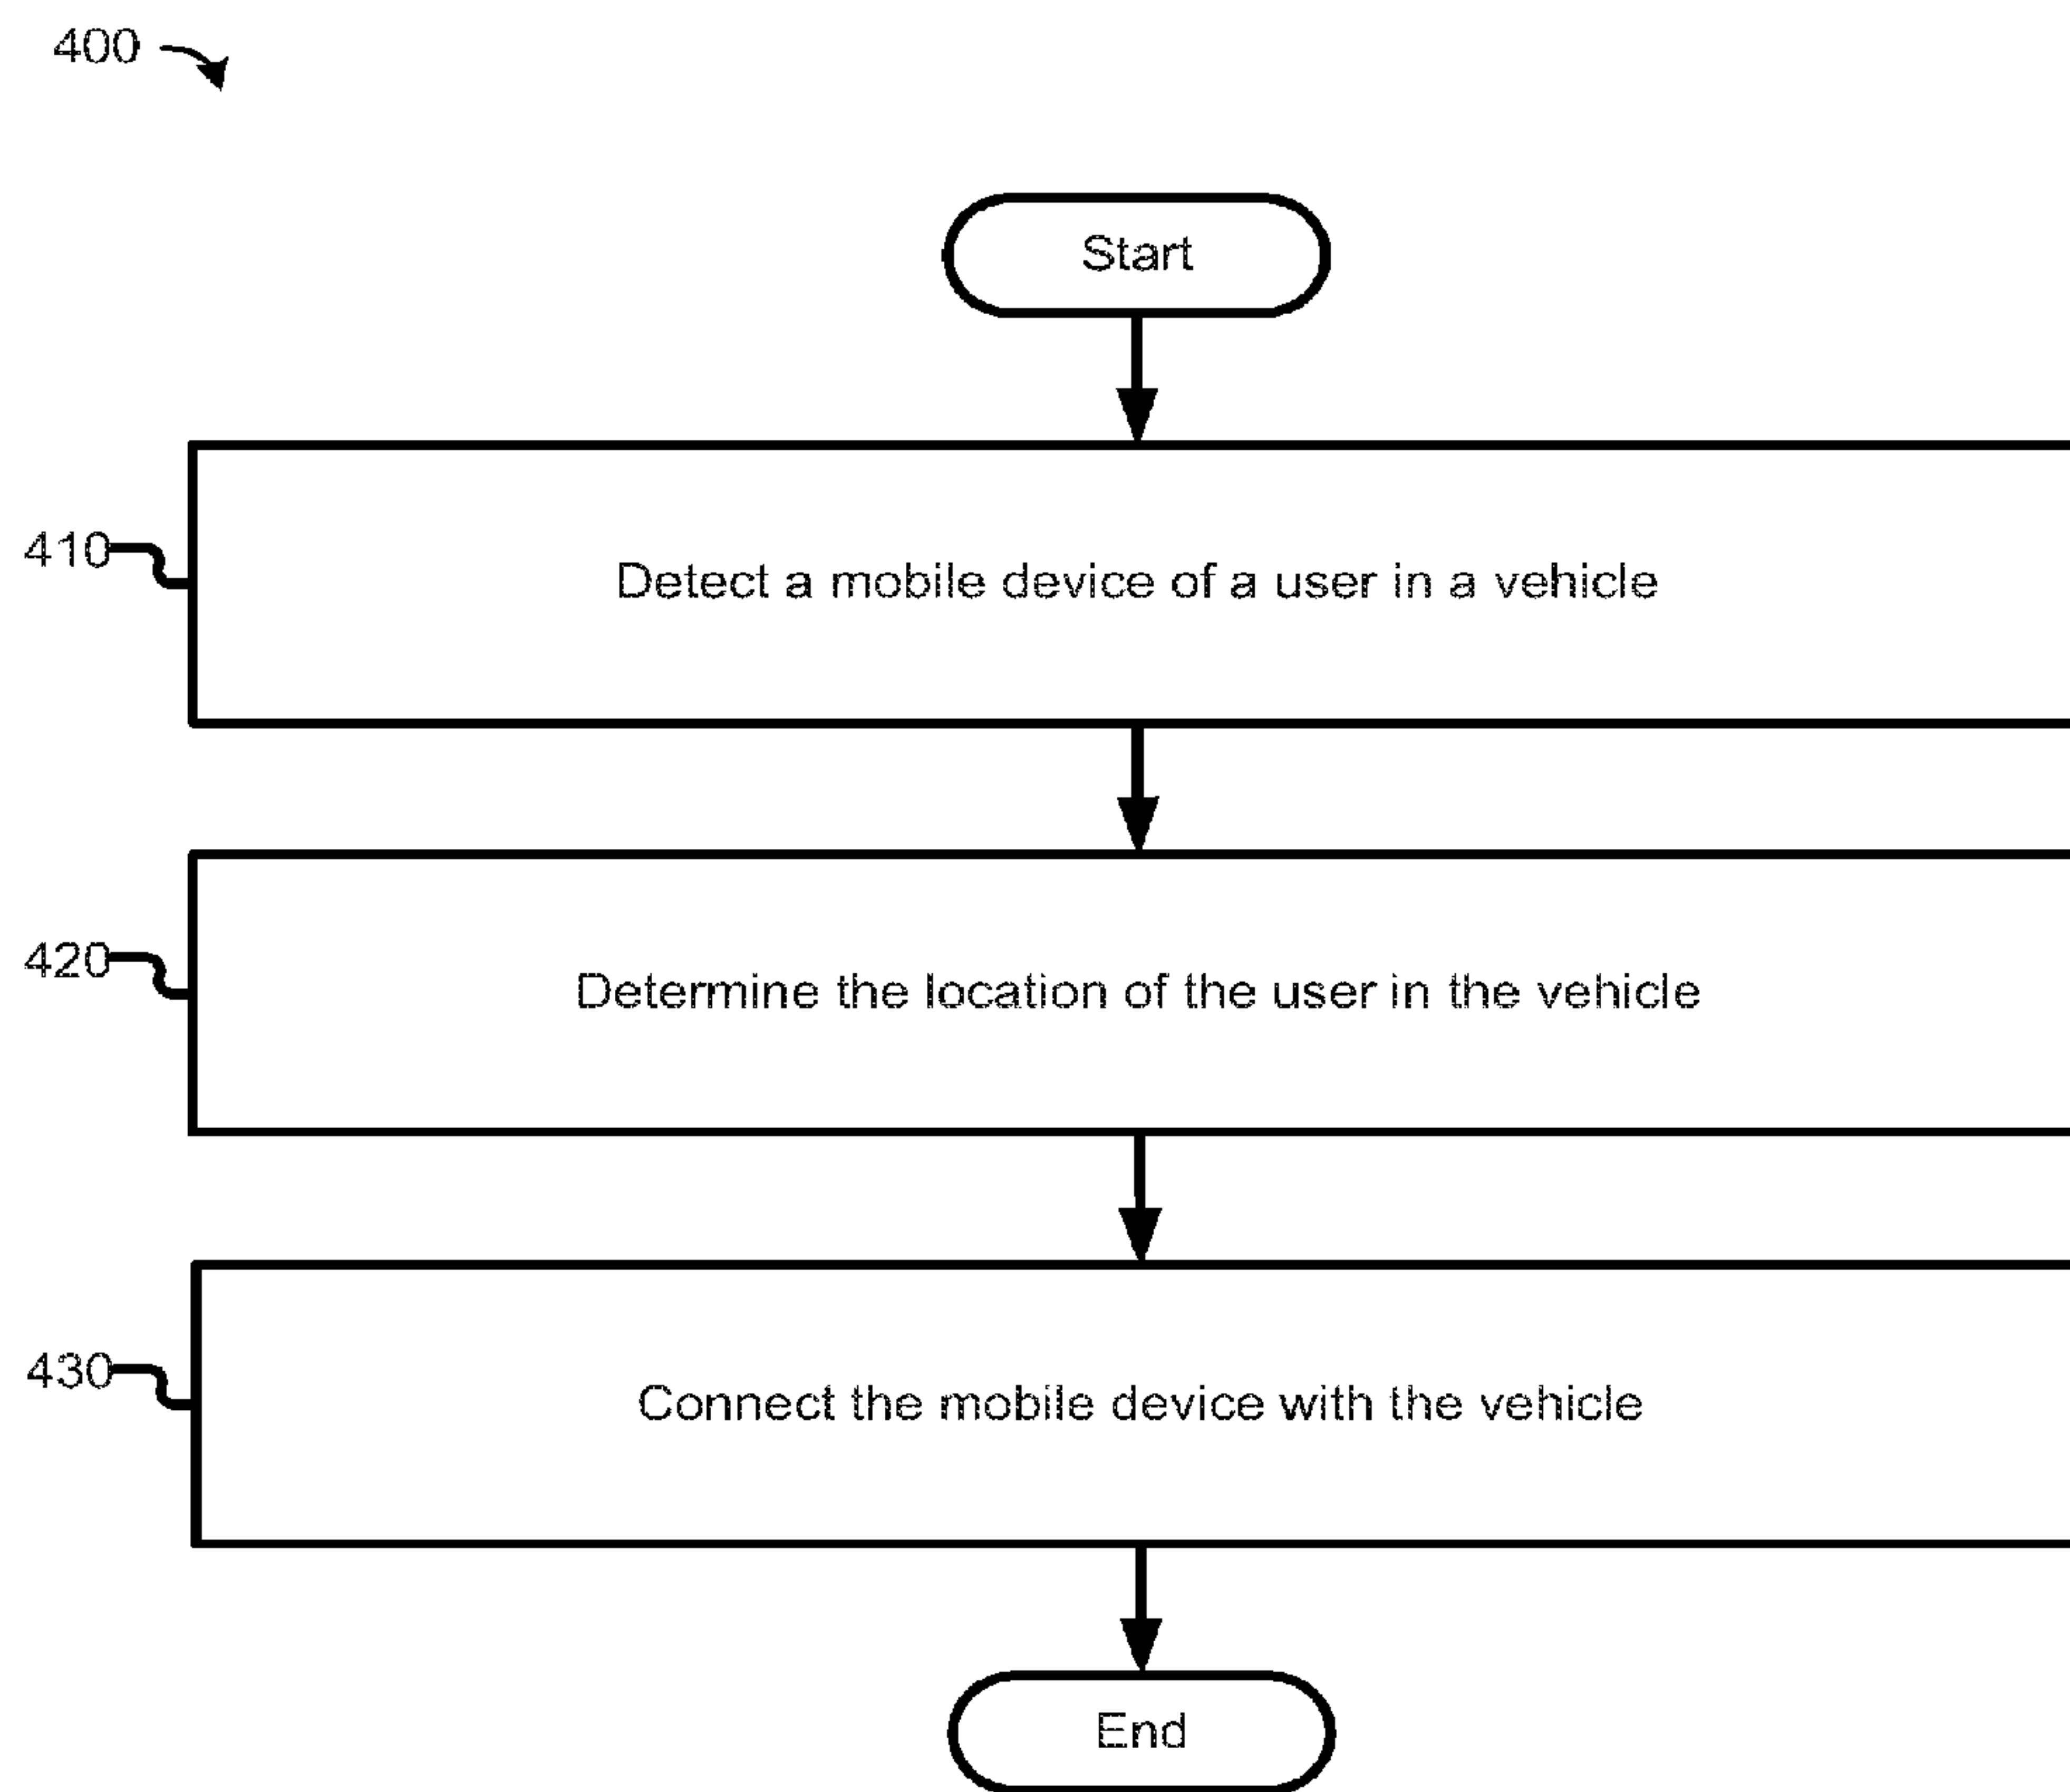 400
Start
410
Detect a mobile device of a user in a vehicle
420
Determine the location of the user in the vehicle
430
Connect the mobile device with the vehicle
End